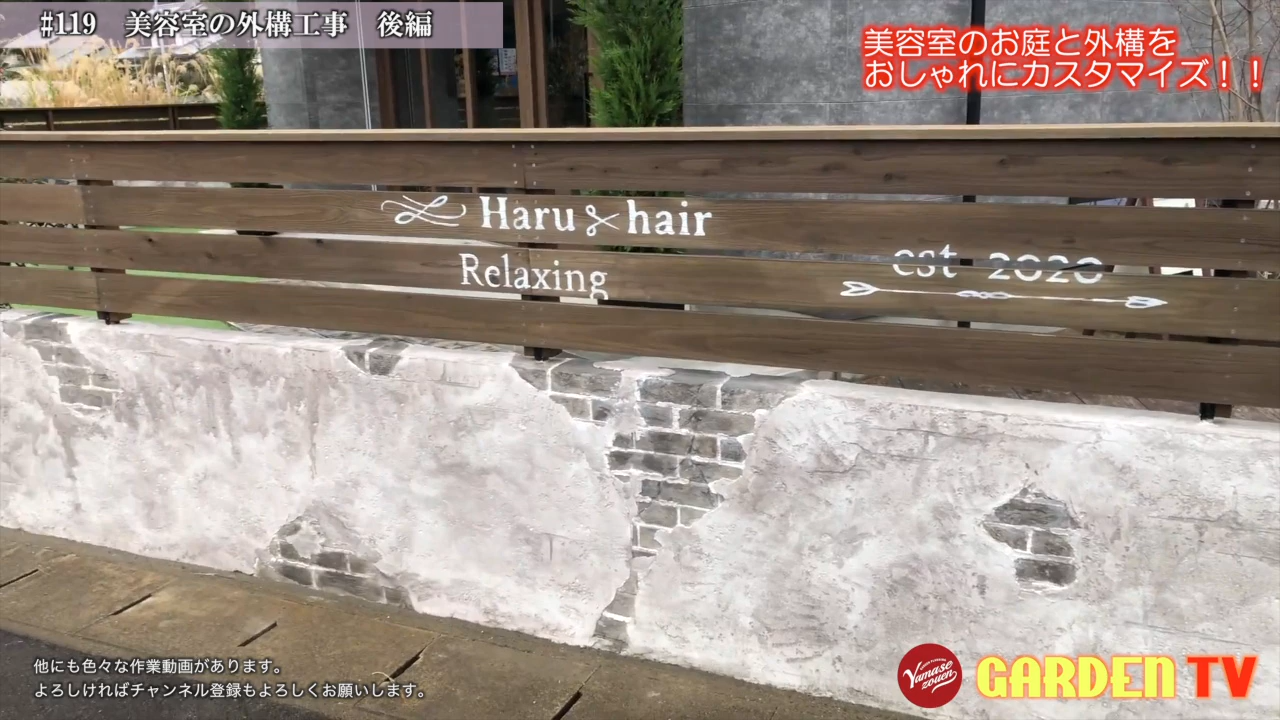 #119 美容室の外構工事 後編
美容室のお庭と外構を
おしゃれにカスタマイズ！！
Haru hair
Relaxing
est 2020
他にも色々な作業動画があります。
よろしければチャンネル登録もよろしくお願いします。
Yamase
zouen
GARDEN TV